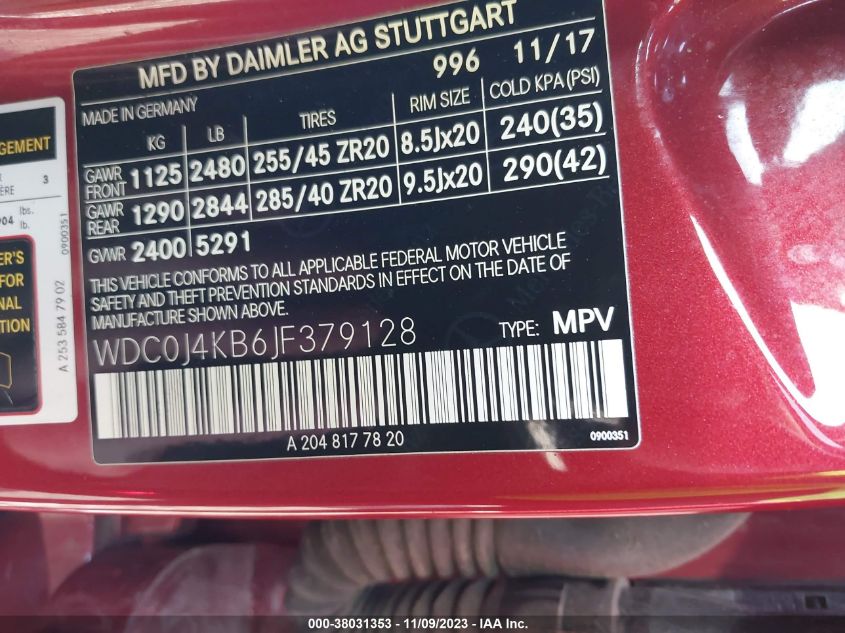 MFD BY DAIMLER AG STUTTGART
996 11/17
MADE IN GERMANY
KG LB TIRES RIM SIZE COLD KPA (PSI)
GAWR FRONT 1125 2480 255/45 ZR20 8.5Jx20 240(35)
GAWR REAR 1290 2844 285/40 ZR20 9.5Jx20 290(42)
GVWR 2400 5291
THIS VEHICLE CONFORMS TO ALL APPLICABLE FEDERAL MOTOR VEHICLE
SAFETY AND THEFT PREVENTION STANDARDS IN EFFECT ON THE DATE OF
MANUFACTURE SHOWN ABOVE.
WDC0J4KB6JF379128 TYPE: MPV
A 204 817 78 20
0900351
3
lbs.
lb.
0900351
A 253 584 79 02
000-38031353 - 11/09/2023 - IAA Inc.